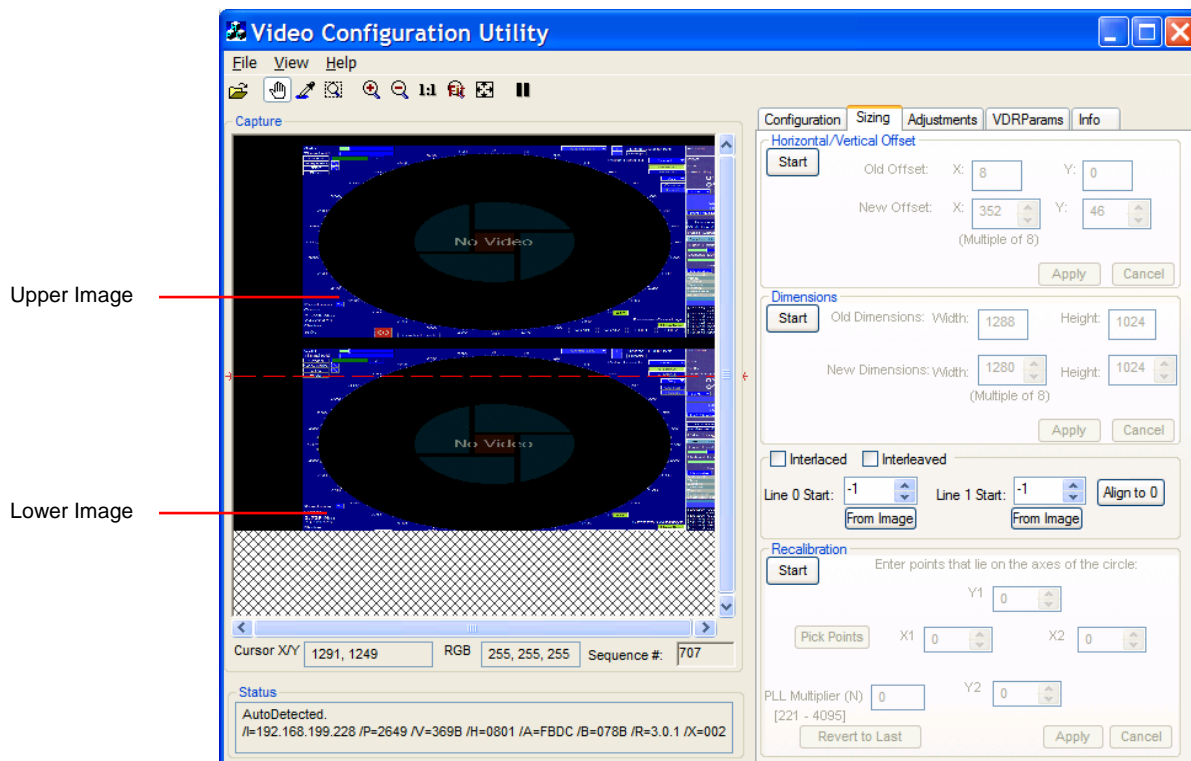 Video Configuration Utility
File View Help
1:1
Capture
No Video
No Video
Upper Image
Lower Image
Cursor X/Y 1291, 1249 RGB 255, 255, 255 Sequence #: 707
Status
AutoDetected.
/I=192.168.199.228 /P=2649 /V=369B /H=0801 /A=FBDC /B=078B /R=3.0.1 /X=002
Configuration Sizing Adjustments VDRParams Info
Horizontal/Vertical Offset
Start Old Offset: X: 8 Y: 0
New Offset: X: 352 Y: 46
(Multiple of 8)
Apply Cancel
Dimensions
Start Old Dimensions: Width: 1288 Height: 1024
New Dimensions: Width: 1280 Height: 1024
(Multiple of 8)
Apply Cancel
Interlaced Interleaved
Line 0 Start: -1 Line 1 Start: -1 Align to 0
From Image From Image
Recalibration
Start Enter points that lie on the axes of the circle:
Y1 0
Pick Points X1 0 X2 0
Y2 0
PLL Multiplier (N) 0
[221 - 4095]
Revert to Last Apply Cancel